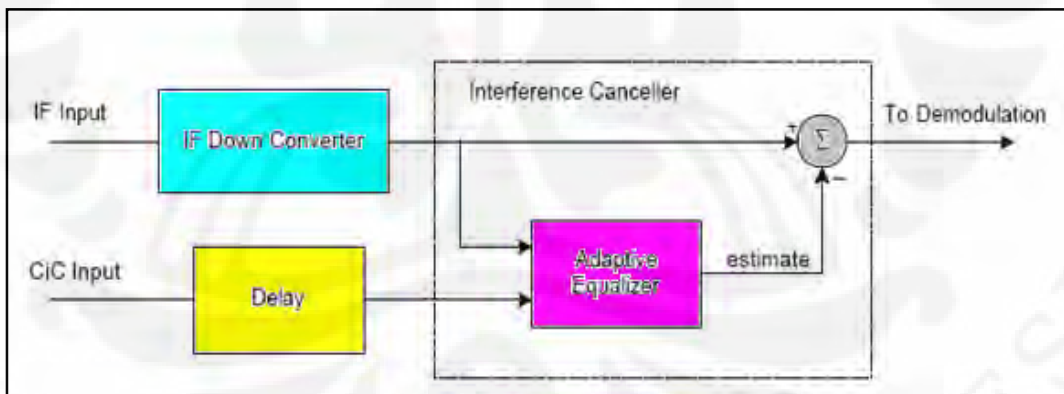 Interference Canceller
IF Input
IF Down Converter
+
Σ
To Demodulation
−
CiC Input
Delay
Adaptive
Equalizer
estimate